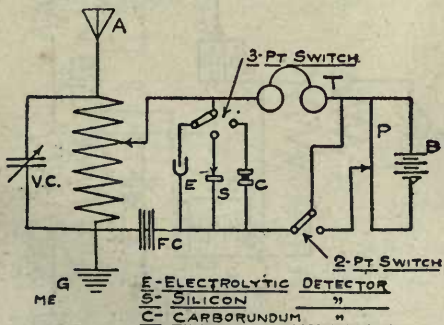 A
3-PT SWITCH
T
P
B
V.C.
E
S
C
FC
2-PT SWITCH
G
ME
E-ELECTROLYTIC DETECTOR
S- SILICON "
C- CARBORUNDUM "